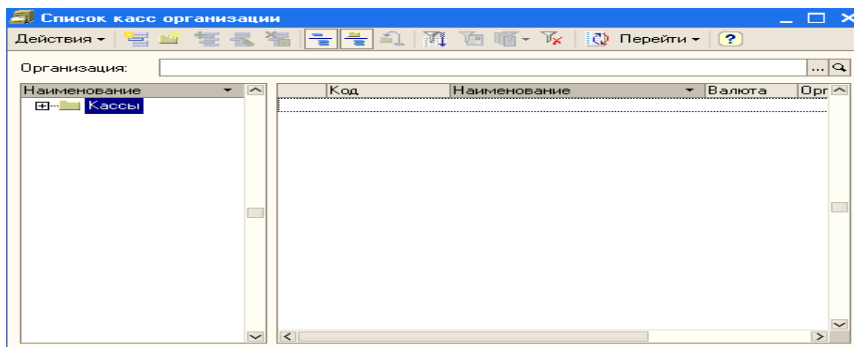 Список касс организации
Действия Перейти ?
Организация: ...
Наименование Код Наименование Валюта Орг
Кассы